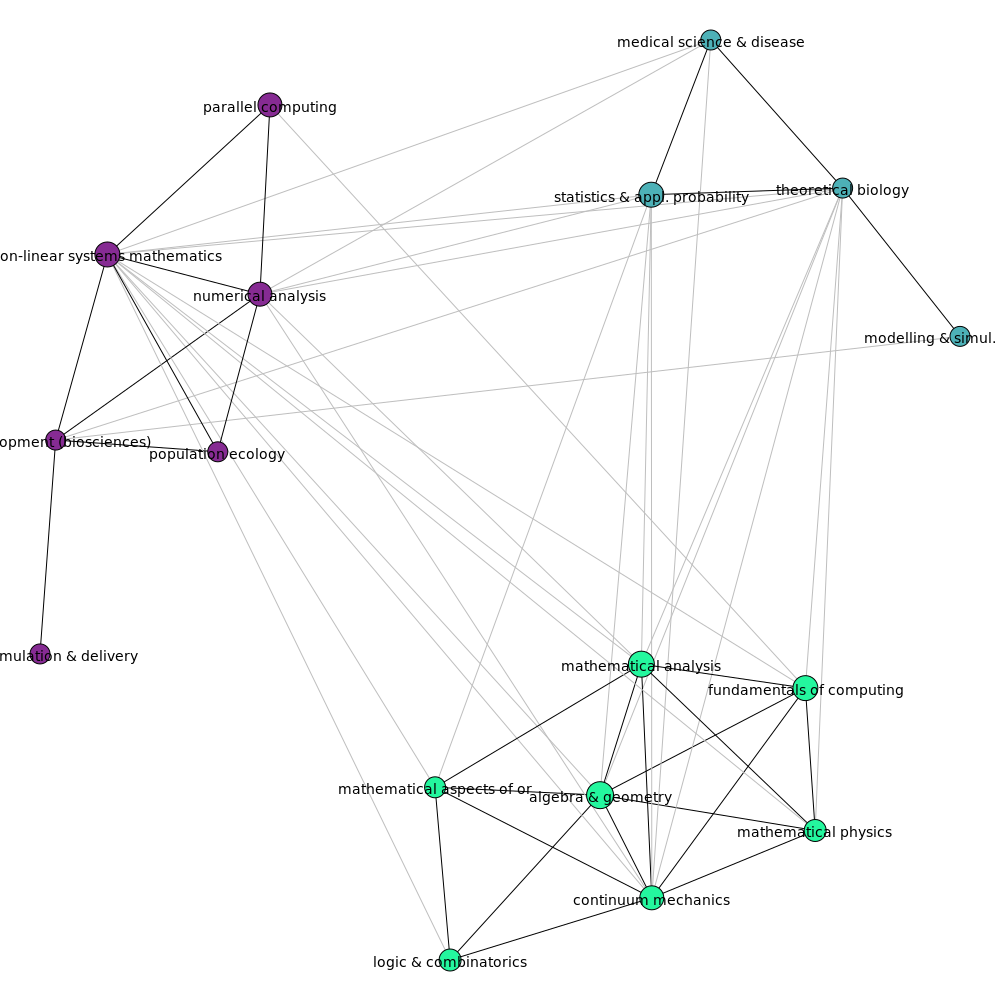 medical science & disease
parallel computing
theoretical biology
statistics & appl. probability
on-linear systems mathematics
numerical analysis
modelling & simul.
opment (biosciences)
population ecology
mulation & delivery
mathematical analysis
fundamentals of computing
mathematical aspects of or
algebra & geometry
mathematical physics
continuum mechanics
logic & combinatorics